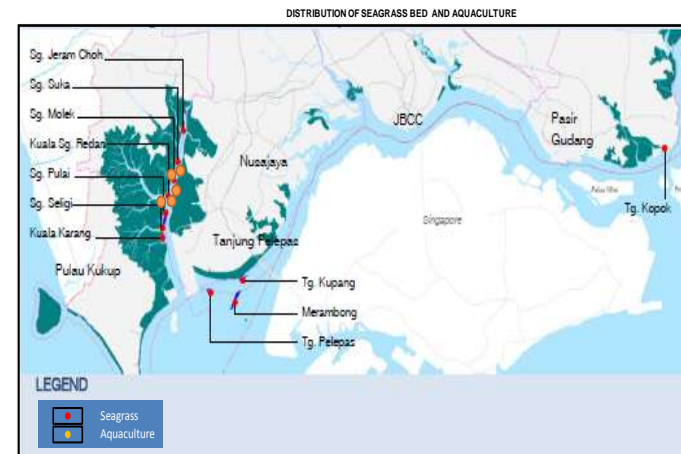 DISTRIBUTION OF SEAGRASS BED AND AQUACULTURE
Sg. Jeram Choh
Sg. Suka
Sg. Molek
Kuala Sg. Redan
Sg. Pulai
Sg. Seligi
Kuala Karang
Pulau Kukup
Nusajaya
Tanjung Pelepas
JBCC
Pasir
Gudang
Singapore
Tg. Kopok
Tg. Kupang
Merambong
Tg. Pelepas
LEGEND
Seagrass
Aquaculture